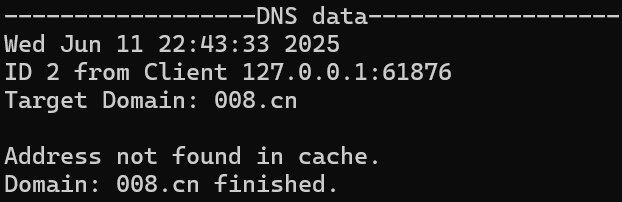 ------------------DNS data------------------
Wed Jun 11 22:43:33 2025
ID 2 from Client 127.0.0.1:61876
Target Domain: 008.cn

Address not found in cache.
Domain: 008.cn finished.